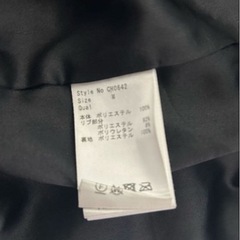 Style No CH0642
Size M
Qual
本体 ポリエステル 100%
リブ部分
ポリエステル
ポリウレタン
裏地 ポリエステル 100%